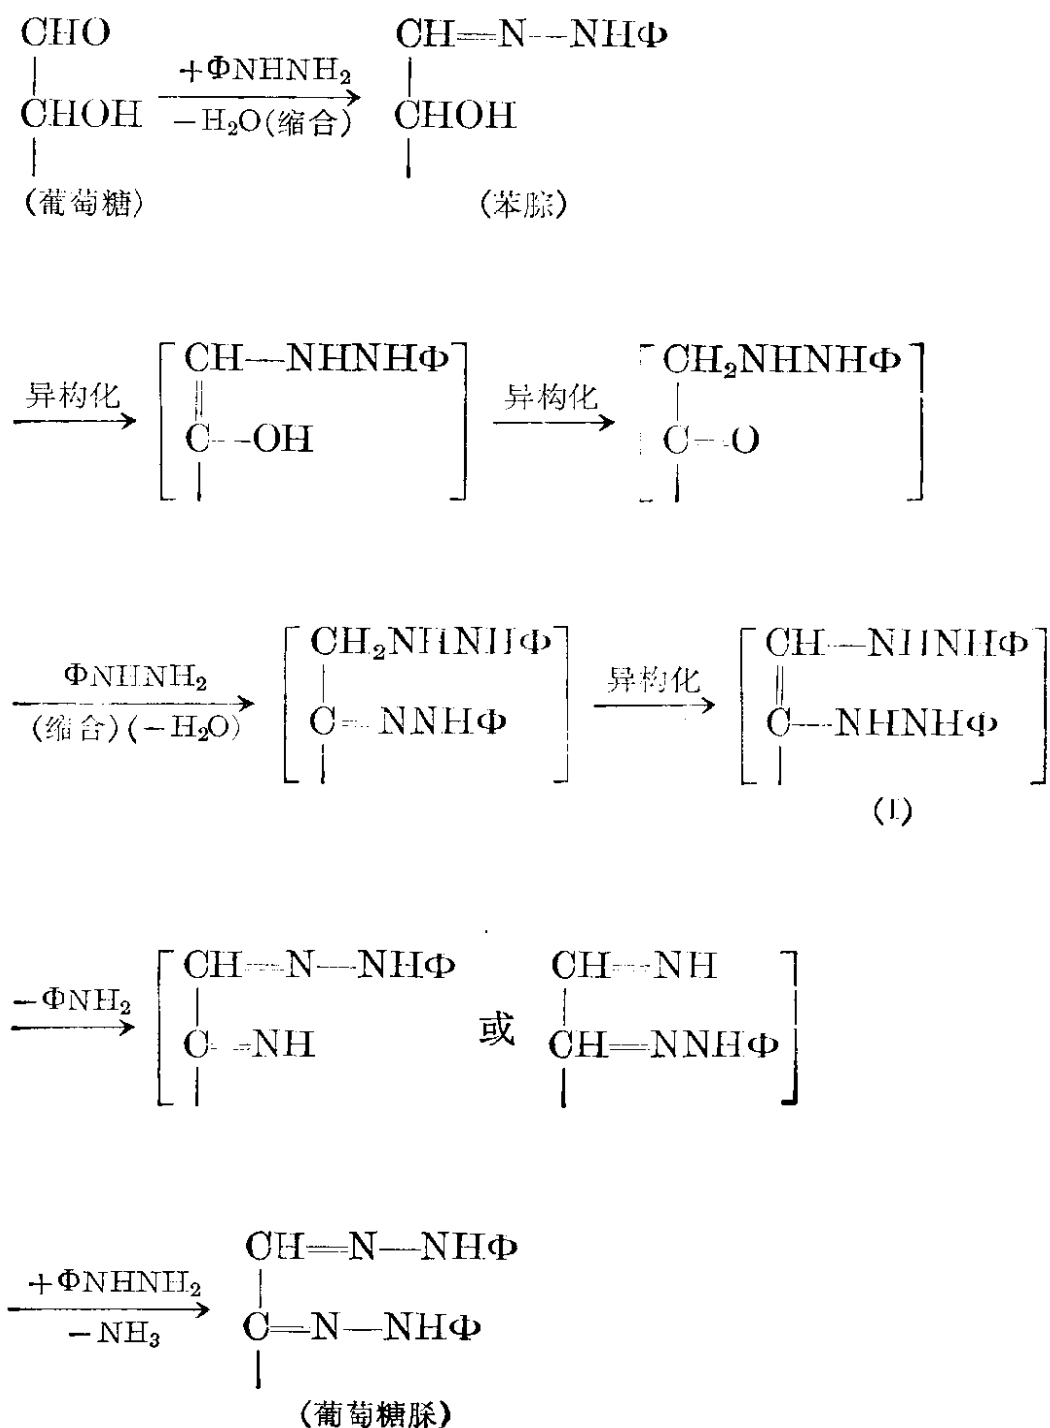 CHO
CH=N—NHΦ
+ΦNHNH₂
CHOH
−H₂O(缩合)
CHOH
(葡萄糖)
(苯腙)
异构化
CH—NHNHΦ
异构化
CH₂NHNHΦ
C—OH
C—O
ΦNHNH₂
(缩合)(−H₂O)
CH₂NHNHΦ
C=NNHΦ
异构化
CH—NHNHΦ
C—NHNHΦ
(I)
−ΦNH₂
CH=N—NHΦ
C=NH
或
CH=NH
CH=NNHΦ
+ΦNHNH₂
−NH₃
CH=N—NHΦ
C=N—NHΦ
(葡萄糖脎)